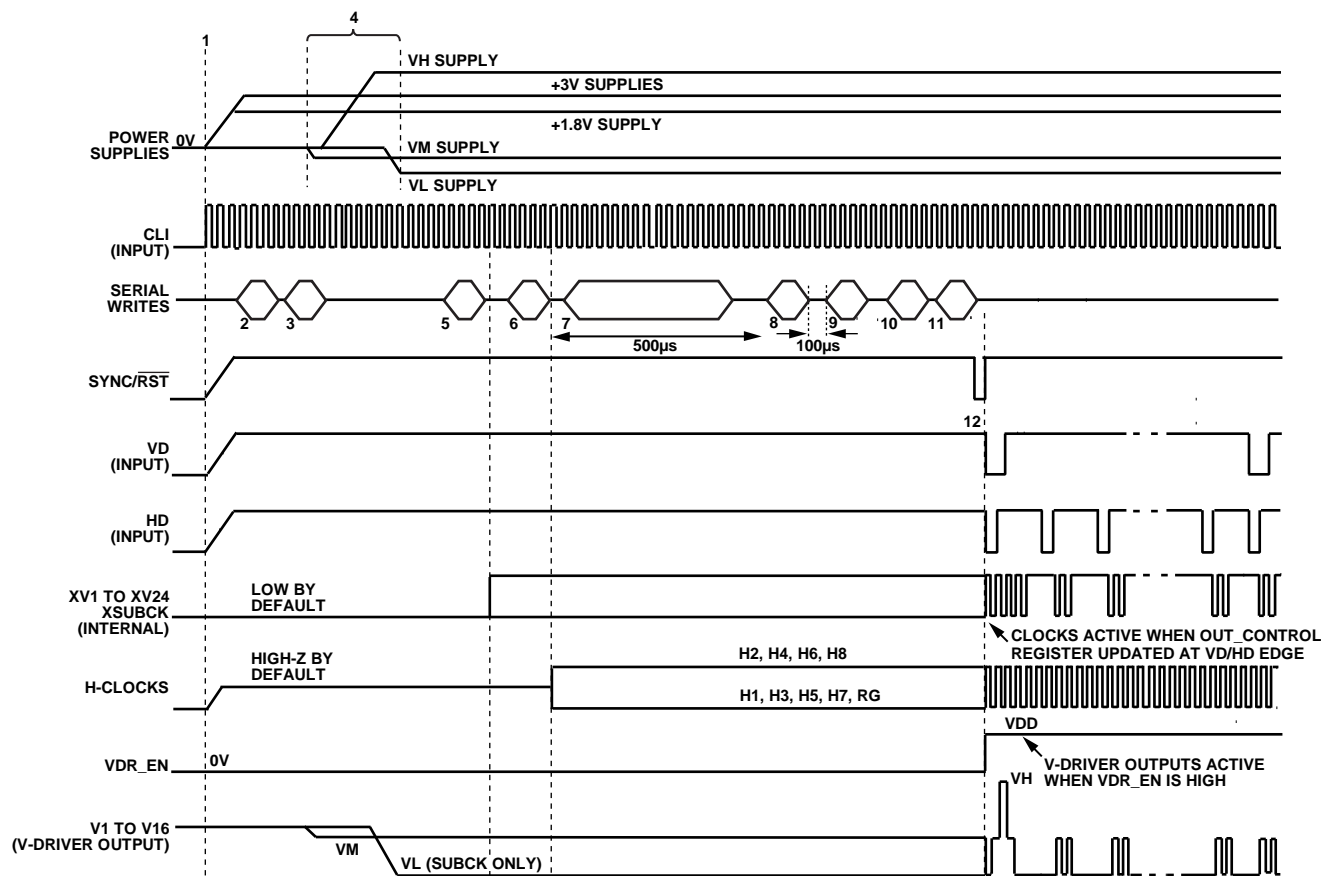 4
1
VH SUPPLY
+3V SUPPLIES
+1.8V SUPPLY
POWER
SUPPLIES
0V
VM SUPPLY
VL SUPPLY
CLI
(INPUT)
SERIAL
WRITES
2
3
5
6
7
8
9
10
11
500µs
100µs
SYNC/RST
12
VD
(INPUT)
HD
(INPUT)
XV1 TO XV24
XSUBCK
(INTERNAL)
LOW BY
DEFAULT
CLOCKS ACTIVE WHEN OUT_CONTROL
REGISTER UPDATED AT VD/HD EDGE
H-CLOCKS
HIGH-Z BY
DEFAULT
H2, H4, H6, H8
H1, H3, H5, H7, RG
VDR_EN
0V
VDD
V-DRIVER OUTPUTS ACTIVE
WHEN VDR_EN IS HIGH
VH
V1 TO V16
(V-DRIVER OUTPUT)
VM
VL (SUBCK ONLY)